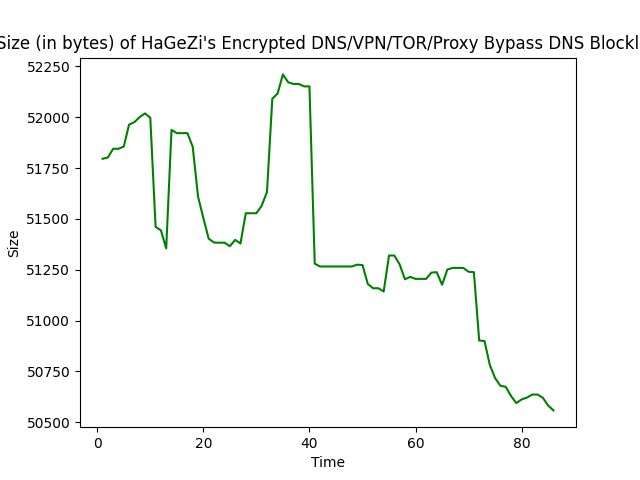 Size (in bytes) of HaGeZi's Encrypted DNS/VPN/TOR/Proxy Bypass DNS Blockl
52250
52000
51750
51500
51250
51000
50750
50500
Size
0 20 40 60 80
Time